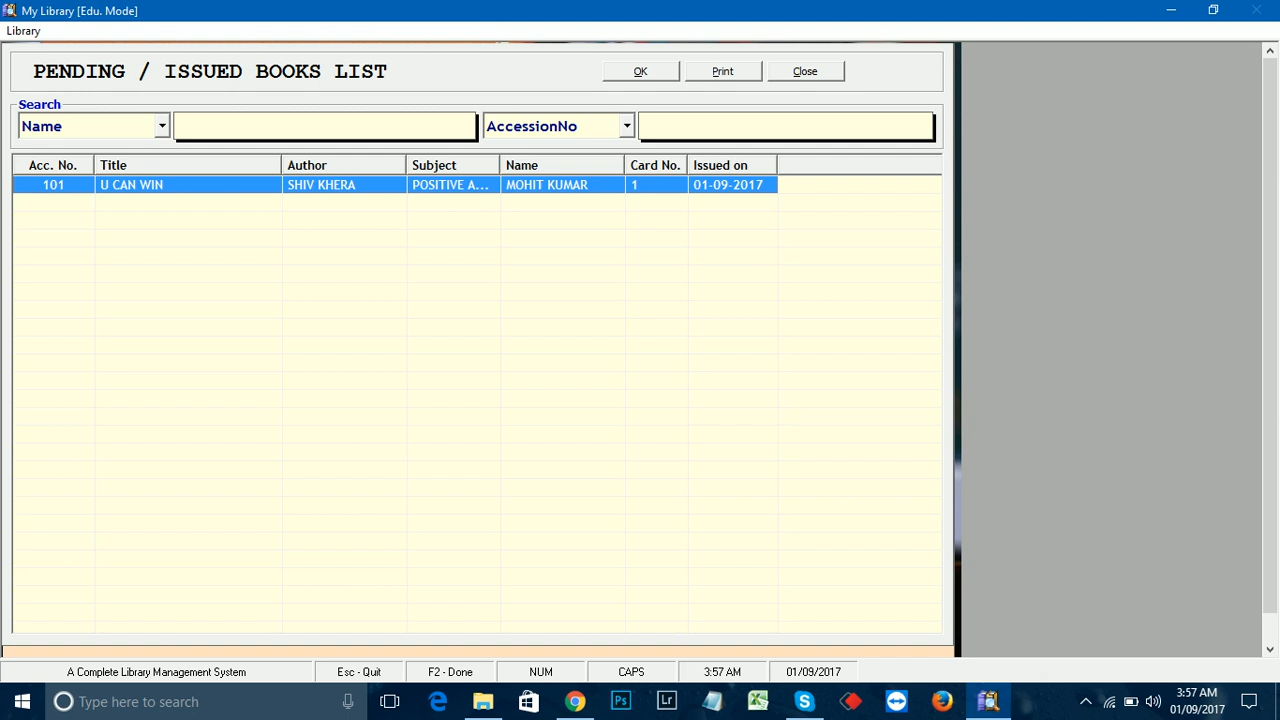 My Library [Edu. Mode]
Library
PENDING / ISSUED BOOKS LIST
OK
Print
Close
Search
Name
AccessionNo
Acc. No. Title Author Subject Name Card No. Issued on
101 U CAN WIN SHIV KHERA POSITIVE A... MOHIT KUMAR 1 01-09-2017
A Complete Library Management System Esc - Quit F2 - Done NUM CAPS 3:57 AM 01/09/2017
Type here to search
Ps
Lr
3:57 AM
01/09/2017